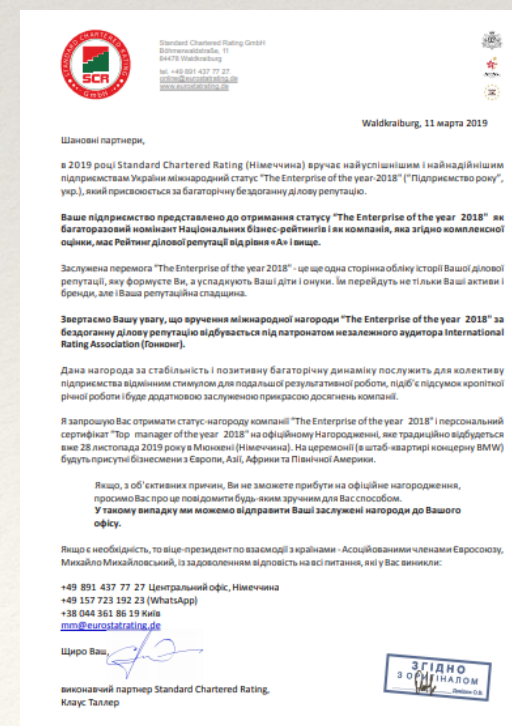 STANDARD CHARTERED RATING
SCR
GmbH
Standard Chartered Rating GmbH
Böhmerwaldstraße, 11
84478 Waldkraiburg
tel. +49 891 437 77 27.
online@eurostatrating.de
www.eurostatrating.de
Waldkraiburg, 11 марта 2019
Шановні партнери,
в 2019 році Standard Chartered Rating (Німеччина) вручає найуспішнішим і найнадійнішим
підприємствам України міжнародний статус "The Enterprise of the year-2018" ("Підприємство року",
укр.), який присвоюється за багаторічну бездоганну ділову репутацію.
Ваше підприємство представлено до отримання статусу "The Enterprise of the year 2018" як
багаторазовий номінант Національних бізнес-рейтингів і як компанія, яка згідно комплексної
оцінки, має Рейтинг ділової репутації від рівня «А» і вище.
Заслужена перемога "The Enterprise of the year 2018" - це ще одна сторінка обліку історії Вашої ділової
репутації, яку формуєте Ви, а успадкують Ваші діти і онуки. Їм перейдуть не тільки Ваші активи і
бренди, але і Ваша репутаційна спадщина.
Звертаємо Вашу увагу, що вручення міжнародної нагороди "The Enterprise of the year 2018" за
бездоганну ділову репутацію відбувається під патронатом незалежного аудитора International
Rating Association (Гонконг).
Дана нагорода за стабільність і позитивну багаторічну динаміку послужить для колективу
підприємства відмінним стимулом для подальшої результативної роботи, підіб'є підсумок кропіткої
річної роботи і буде додатковою заслуженою прикрасою досягнень компанії.
Я запрошую Вас отримати статус-нагороду компанії "The Enterprise of the year 2018" і персональний
сертифікат "Top manager of the year 2018" на офіційному Нагородженні, яке традиційно відбудеться
вже 28 листопада 2019 року в Мюнхені (Німеччина). На церемонії (в штаб-квартирі концерну BMW)
будуть присутні бізнесмени з Європи, Азії, Африки та Північної Америки.
Якщо, з об'єктивних причин, Ви не зможете прибути на офіційне нагородження,
просимо Вас про це повідомити будь-яким зручним для Вас способом.
У такому випадку ми можемо відправити Ваші заслужені нагороди до Вашого
офісу.
Якщо є необхідність, то віце-президент по взаємодії з країнами - Асоційованими членами Євросоюзу,
Михайло Михайловський, із задоволенням відповість на всі питання, які у Вас виникли:
+49 891 437 77 27 Центральний офіс, Німеччина
+49 157 723 192 23 (WhatsApp)
+38 044 361 86 19 Київ
mm@eurostatrating.de
Щиро Ваш,
виконавчий партнер Standard Chartered Rating,
Клаус Таллер
ЗГІДНО
З ОРИГІНАЛОМ